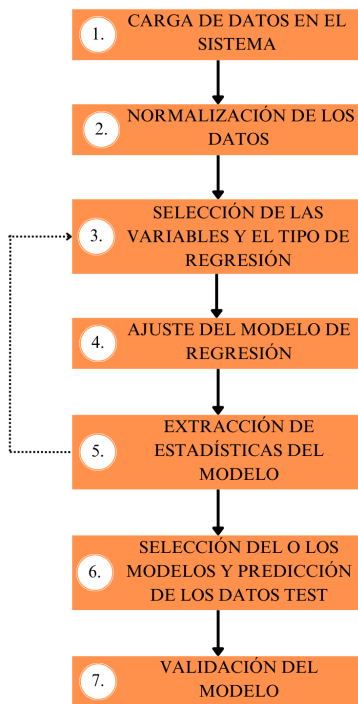 1. CARGA DE DATOS EN EL
SISTEMA
2. NORMALIZACIÓN DE LOS
DATOS
3. SELECCIÓN DE LAS
VARIABLES Y EL TIPO DE
REGRESIÓN
4. AJUSTE DEL MODELO DE
REGRESIÓN
5. EXTRACCIÓN DE
ESTADÍSTICAS DEL
MODELO
6. SELECCIÓN DEL O LOS
MODELOS Y PREDICCIÓN
DE LOS DATOS TEST
7. VALIDACIÓN DEL
MODELO